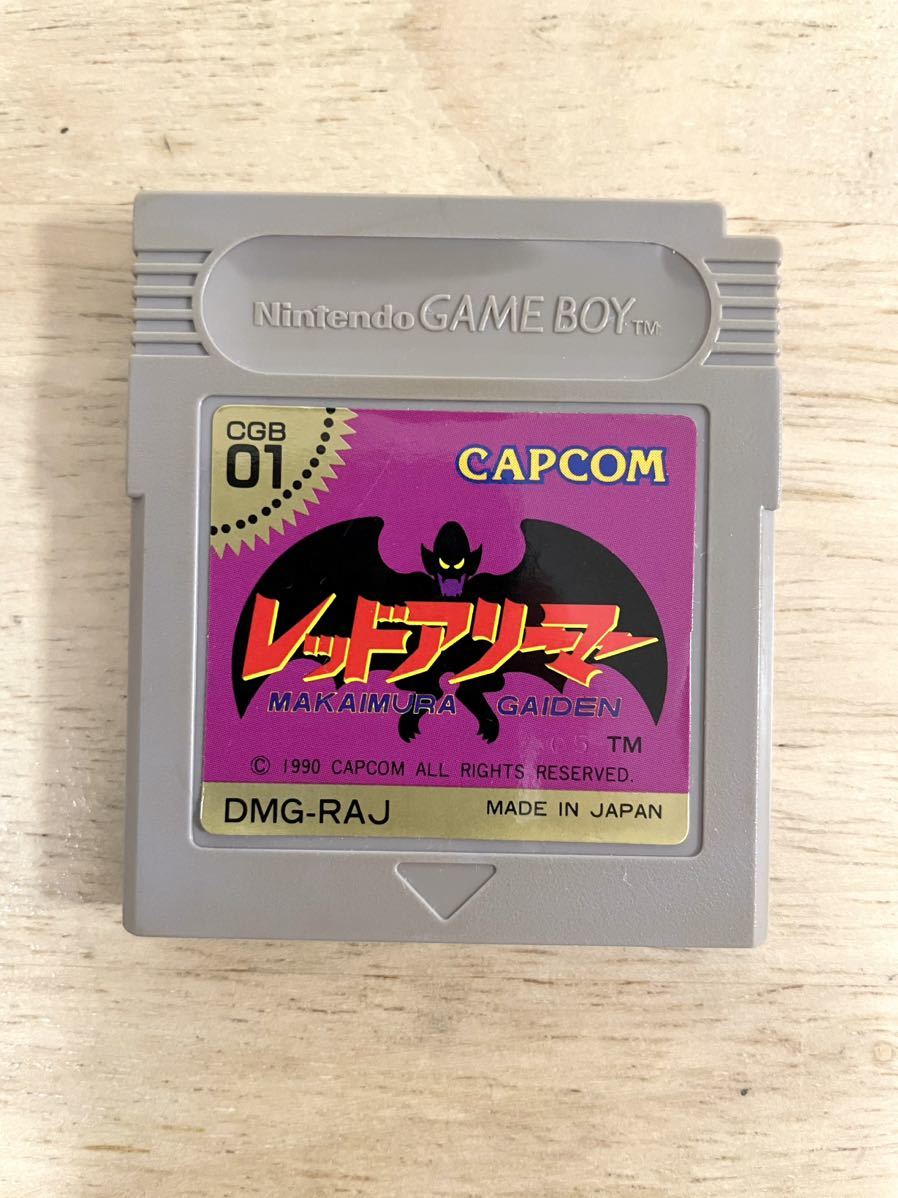 Nintendo GAME BOY TM
CGB
01
CAPCOM
レッドアリーマー
MAKAIMURA GAIDEN
TM
© 1990 CAPCOM ALL RIGHTS RESERVED.
DMG-RAJ MADE IN JAPAN